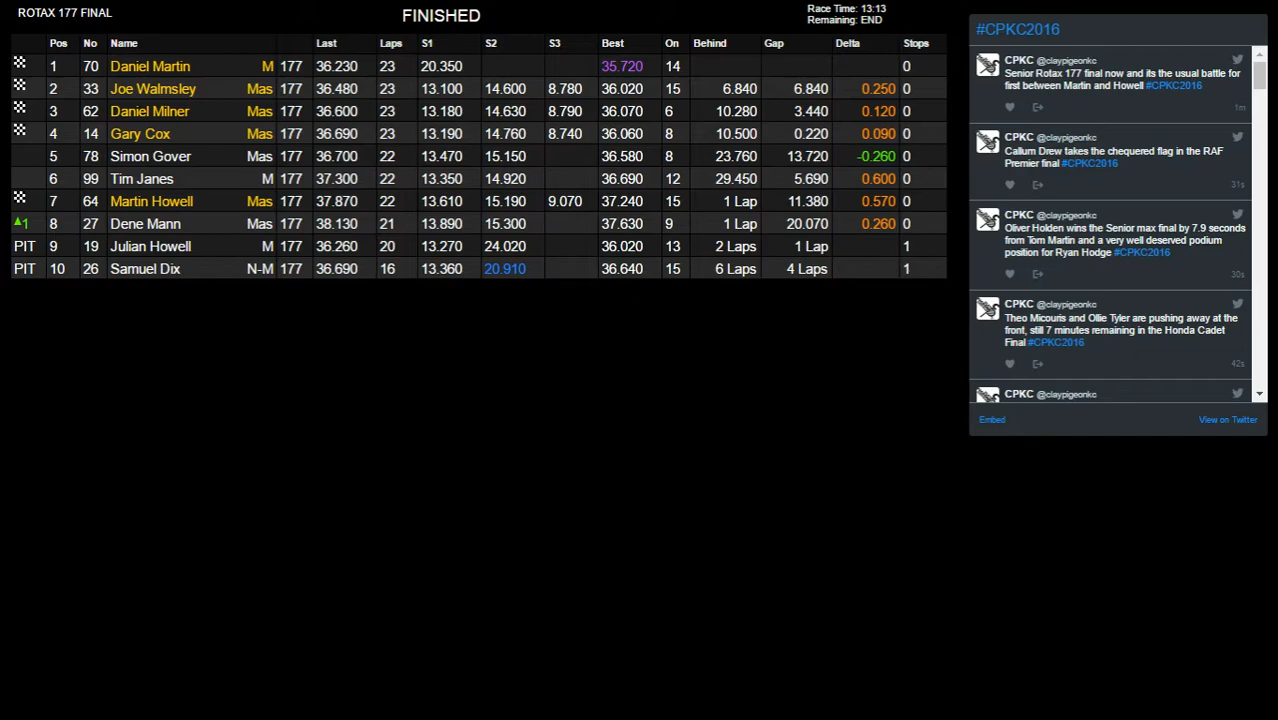 ROTAX 177 FINAL
FINISHED
Race Time: 13:13
Remaining: END
Pos No Name Last Laps S1 S2 S3 Best On Behind Gap Delta Stops
1 70 Daniel Martin M 177 36.230 23 20.350 35.720 14 0
2 33 Joe Walmsley Mas 177 36.480 23 13.100 14.600 8.780 36.020 15 6.840 6.840 0.250 0
3 62 Daniel Milner Mas 177 36.600 23 13.180 14.630 8.790 36.070 6 10.280 3.440 0.120 0
4 14 Gary Cox Mas 177 36.690 23 13.190 14.760 8.740 36.060 8 10.500 0.220 0.090 0
5 78 Simon Gover Mas 177 36.700 22 13.470 15.150 36.580 8 23.760 13.720 -0.260 0
6 99 Tim Janes M 177 37.300 22 13.350 14.920 36.690 12 29.450 5.690 0.600 0
7 64 Martin Howell Mas 177 37.870 22 13.610 15.190 9.070 37.240 15 1 Lap 11.380 0.570 0
▲1 8 27 Dene Mann Mas 177 38.130 21 13.890 15.300 37.630 9 1 Lap 20.070 0.260 0
PIT 9 19 Julian Howell M 177 36.260 20 13.270 24.020 36.020 13 2 Laps 1 Lap 1
PIT 10 26 Samuel Dix N-M 177 36.690 16 13.360 20.910 36.640 15 6 Laps 4 Laps 1
#CPKC2016
CPKC @claypigeonkc
Senior Rotax 177 final now and its the usual battle for
first between Martin and Howell #CPKC2016
1m
CPKC @claypigeonkc
Callum Drew takes the chequered flag in the RAF
Premier final #CPKC2016
31s
CPKC @claypigeonkc
Oliver Holden wins the Senior max final by 7.9 seconds
from Tom Martin and a very well deserved podium
position for Ryan Hodge #CPKC2016
30s
CPKC @claypigeonkc
Theo Micouris and Ollie Tyler are pushing away at the
front, still 7 minutes remaining in the Honda Cadet
Final #CPKC2016
42s
CPKC @claypigeonkc
Embed
View on Twitter